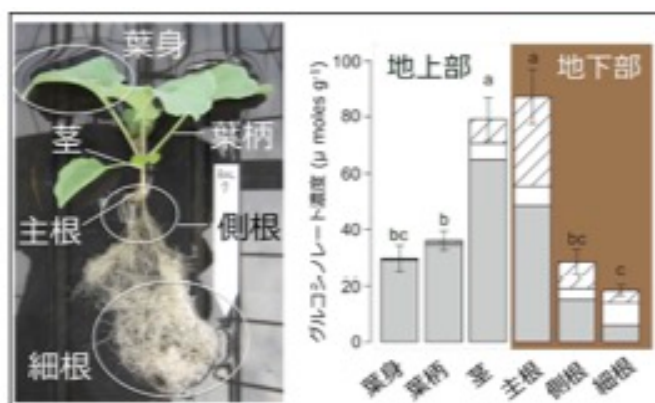 葉身
茎
葉柄
主根
側根
細根
グルコシノレート濃度 (μ moles g⁻¹)
100
80
60
40
20
0
地上部
地下部
bc
b
a
a
bc
c
葉身
葉柄
茎
主根
側根
細根